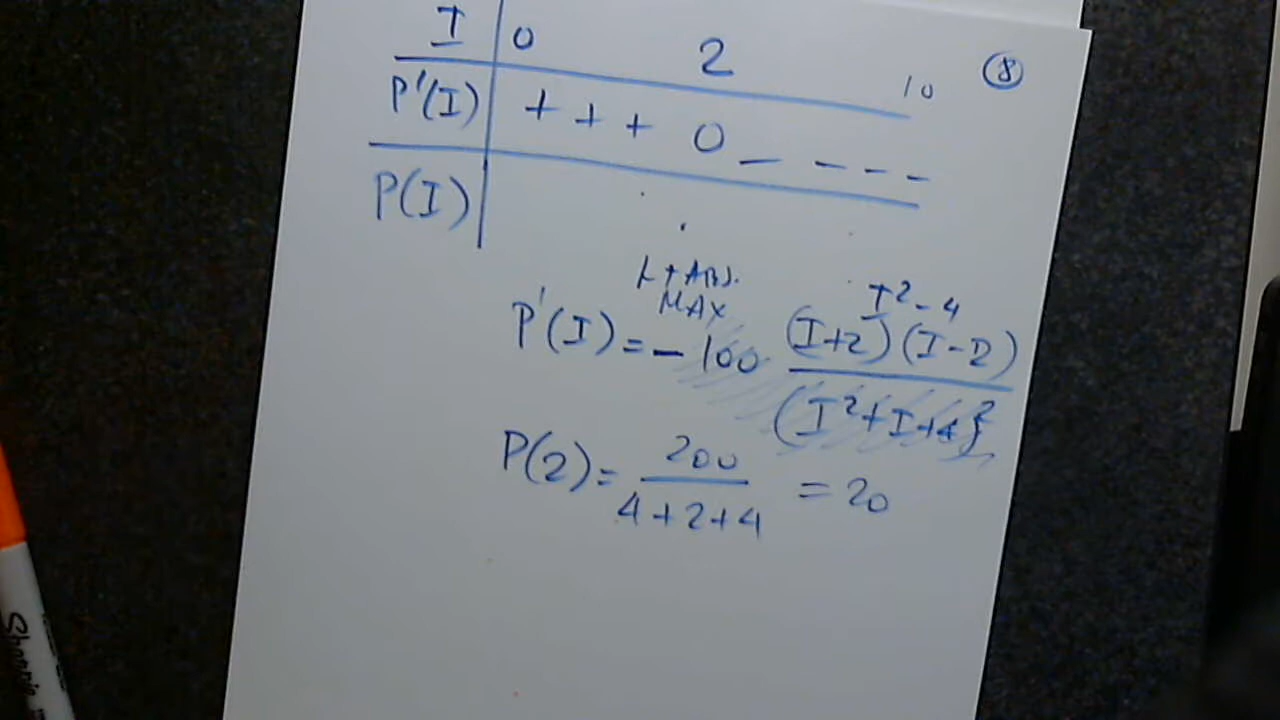 I 0 2 10 ⑧
P'(I) + + + 0 - - - -
P(I)
L + ABS.
MAX
I² - 4
P'(I) = - 100 (I+2)(I-2) / (I²+I+4)²
P(2) = 200 / 4+2+4 = 20
Sharpie